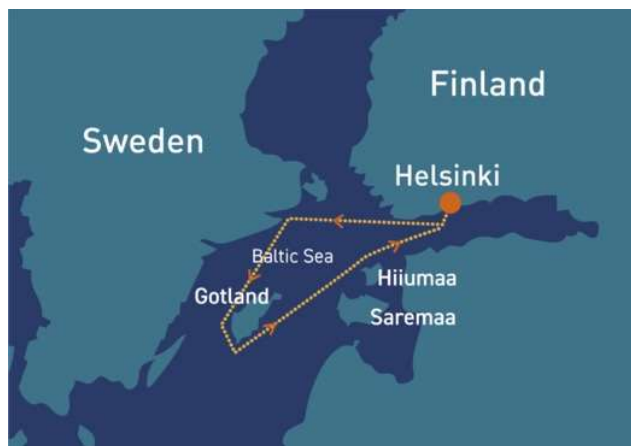 Finland
Sweden
Helsinki
Baltic Sea
Hiiumaa
Gotland
Saremaa